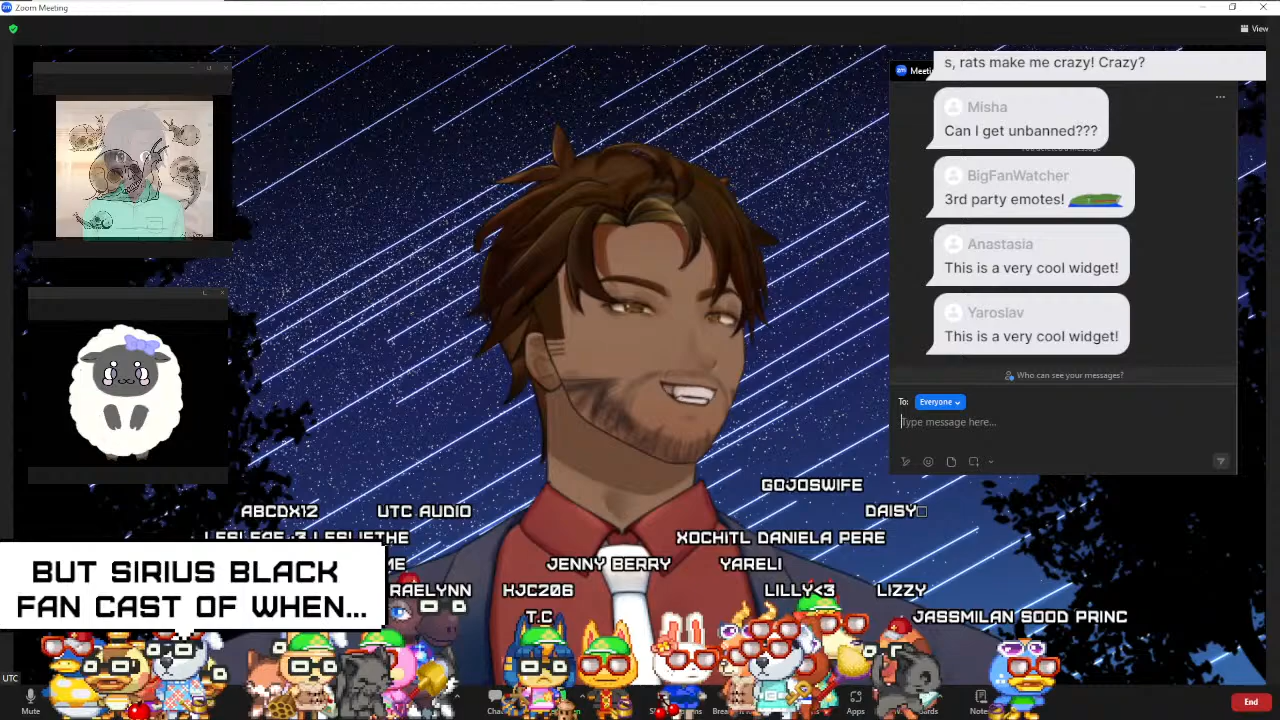 Zoom Meeting
View
s, rats make me crazy! Crazy?
Misha
Can I get unbanned???
BigFanWatcher
3rd party emotes!
Anastasia
This is a very cool widget!
Yaroslav
This is a very cool widget!
Who can see your messages?
To: Everyone
Type message here...
GOJOSWIFE
ABCDX12
UTC AUDIO
DAISY
XOCHITL DANIELA PERE
JENNY BERRY
YARELI
RAELYNN
KJC206
LILLY<3
LIZZY
T.C
JASSMILAN SOOD PRINC
BUT SIRIUS BLACK
FAN CAST OF WHEN...
UTC
Mute
Apps
End